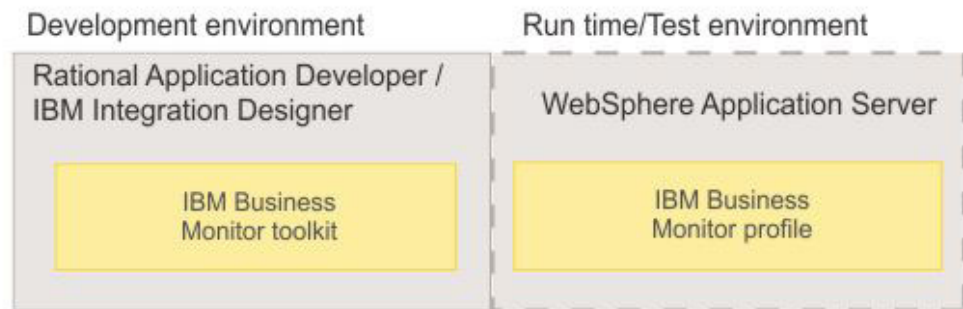 Development environment
Run time/Test environment
Rational Application Developer /
IBM Integration Designer
WebSphere Application Server
IBM Business
Monitor toolkit
IBM Business
Monitor profile